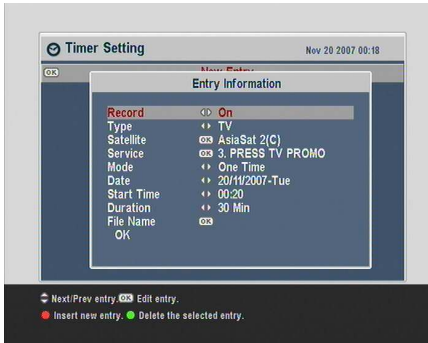 Timer Setting Nov 20 2007 00:18
OK New Entry
Entry Information
Record On
Type TV
Satellite OK AsiaSat 2(C)
Service OK 3. PRESS TV PROMO
Mode One Time
Date 20/11/2007-Tue
Start Time 00:20
Duration 30 Min
File Name OK
OK
Next/Prev entry. OK Edit entry.
Insert new entry. Delete the selected entry.